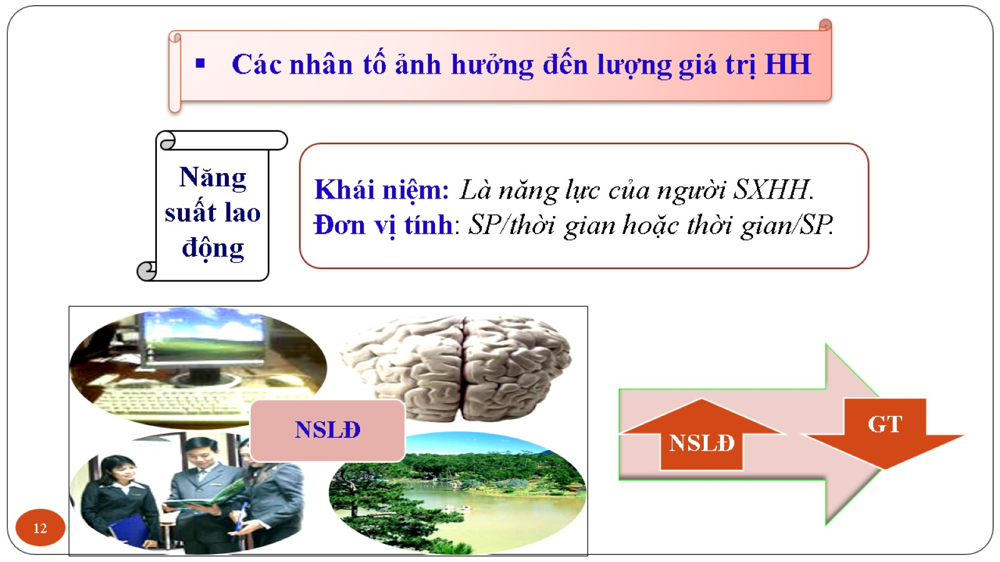 ▪ Các nhân tố ảnh hưởng đến lượng giá trị HH
Năng
suất lao
động
Khái niệm: Là năng lực của người SXHH.
Đơn vị tính: SP/thời gian hoặc thời gian/SP.
NSLĐ
NSLĐ
GT
12